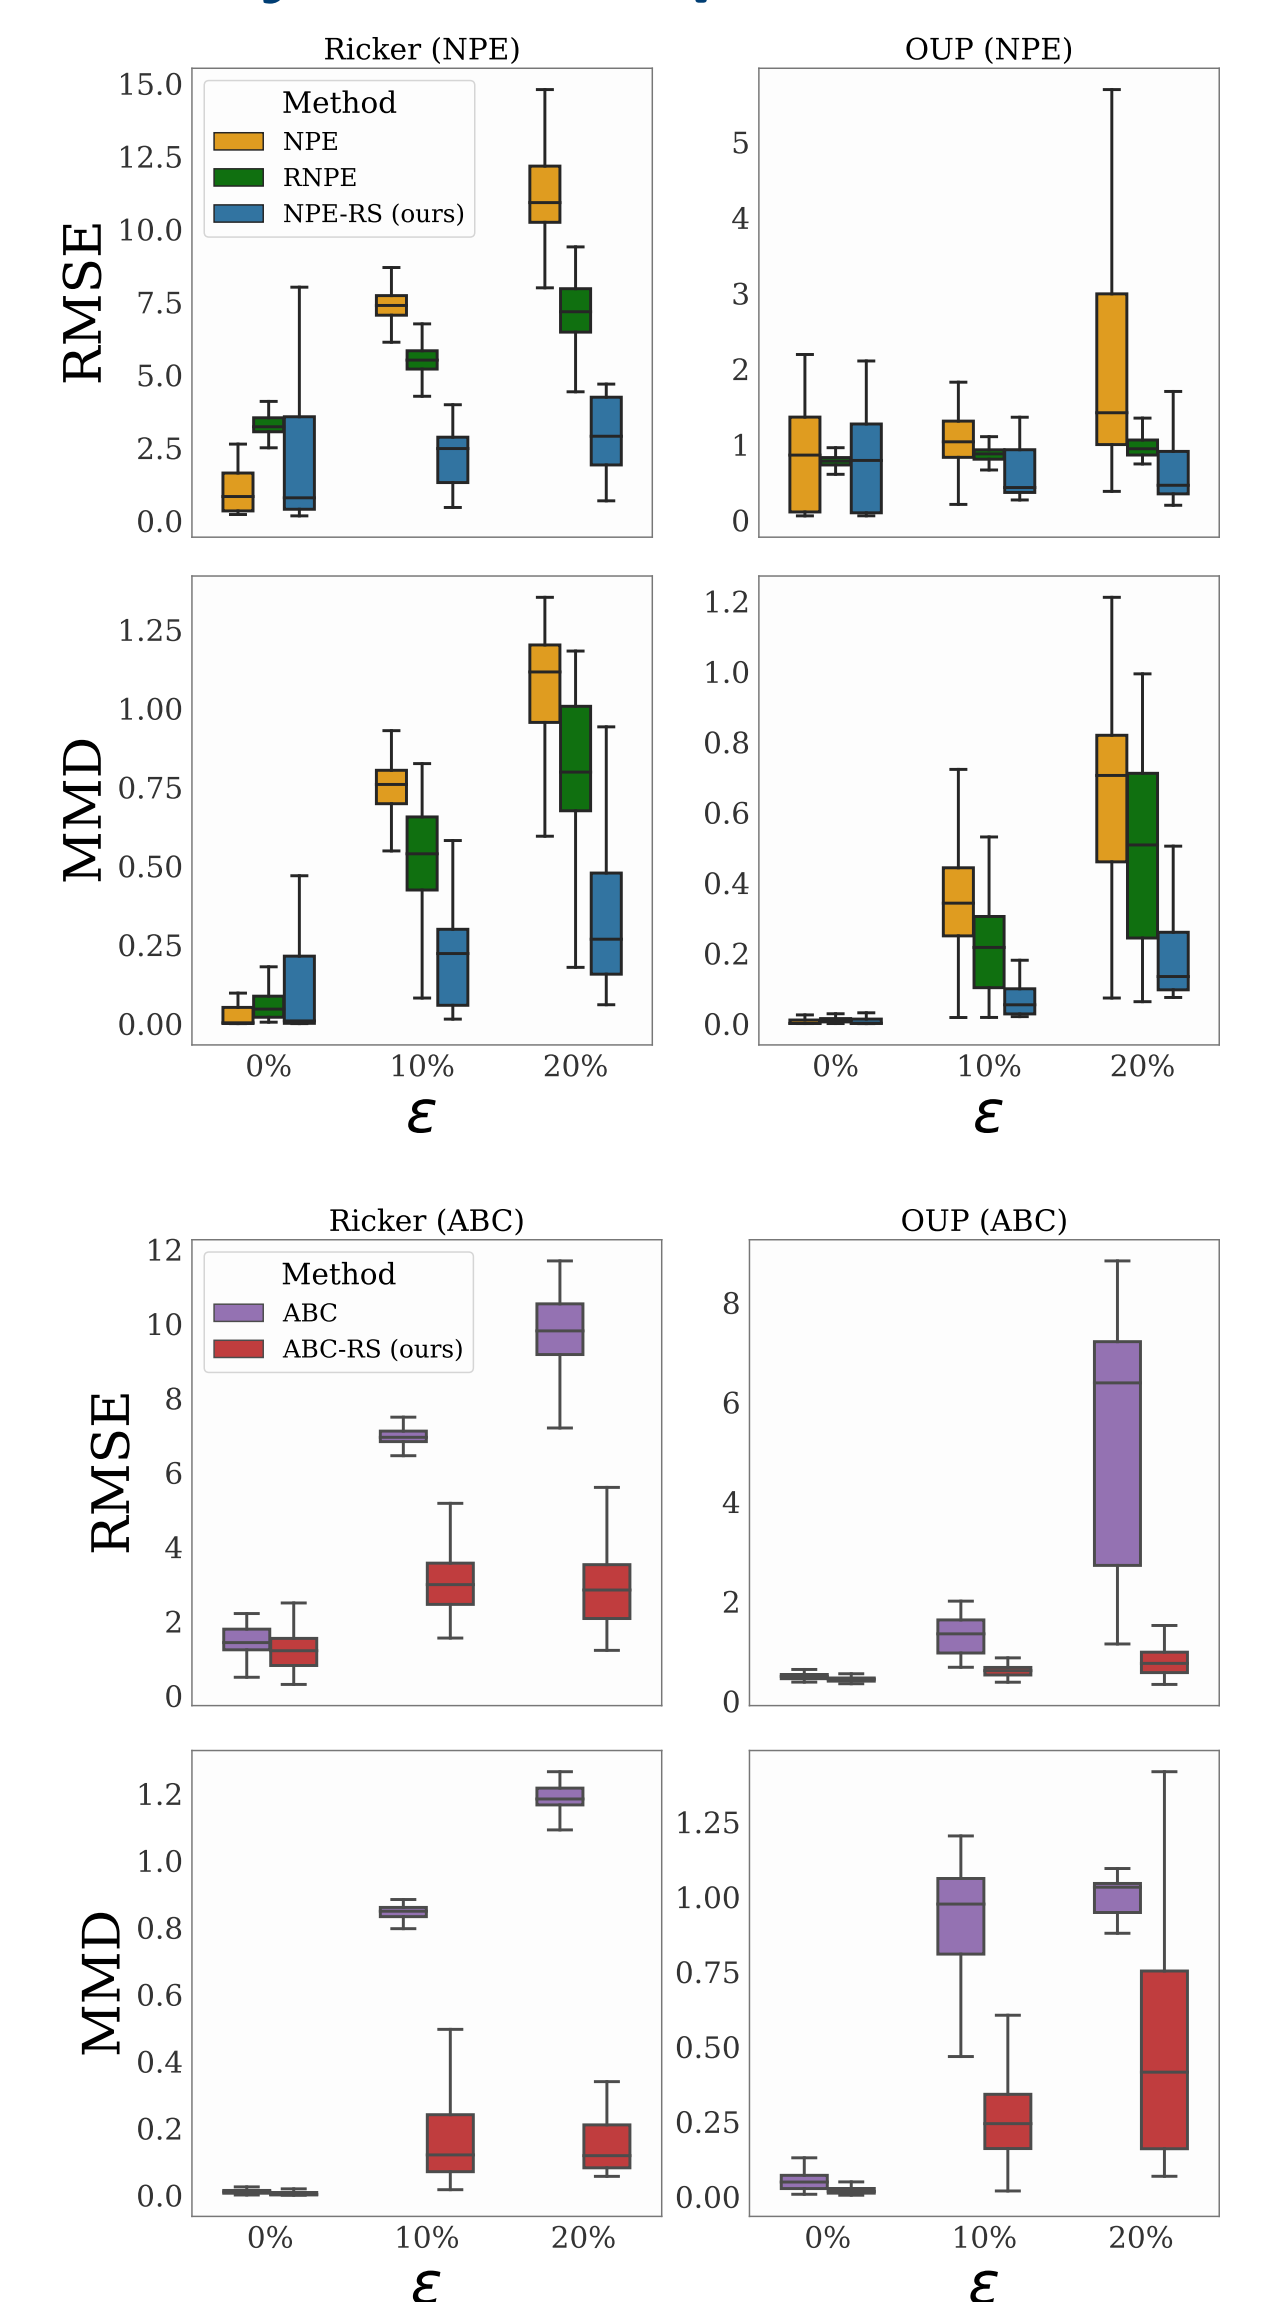 Ricker (NPE)
OUP (NPE)
RMSE
15.0
12.5
10.0
7.5
5.0
2.5
0.0
Method
NPE
RNPE
NPE-RS (ours)
5
4
3
2
1
0
MMD
1.25
1.00
0.75
0.50
0.25
0.00
1.2
1.0
0.8
0.6
0.4
0.2
0.0
0% 10% 20%
0% 10% 20%
ε
ε
Ricker (ABC)
OUP (ABC)
RMSE
12
10
8
6
4
2
0
Method
ABC
ABC-RS (ours)
8
6
4
2
0
MMD
1.2
1.0
0.8
0.6
0.4
0.2
0.0
1.25
1.00
0.75
0.50
0.25
0.00
0% 10% 20%
0% 10% 20%
ε
ε